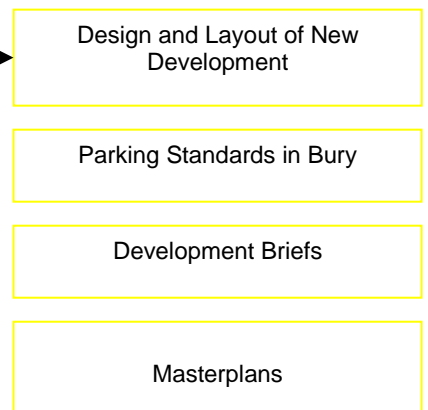 Design and Layout of New
Development
Parking Standards in Bury
Development Briefs
Masterplans